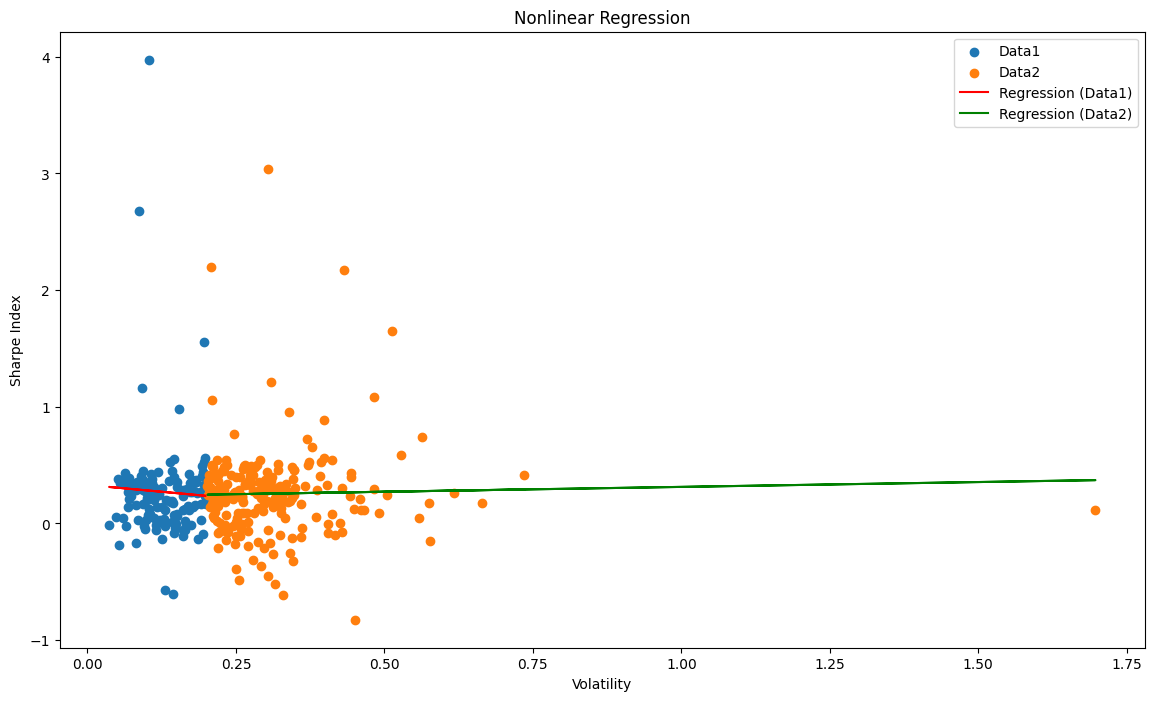 Nonlinear Regression
Data1
Data2
Regression (Data1)
Regression (Data2)
Sharpe Index
4
3
2
1
0
−1
0.00 0.25 0.50 0.75 1.00 1.25 1.50 1.75
Volatility